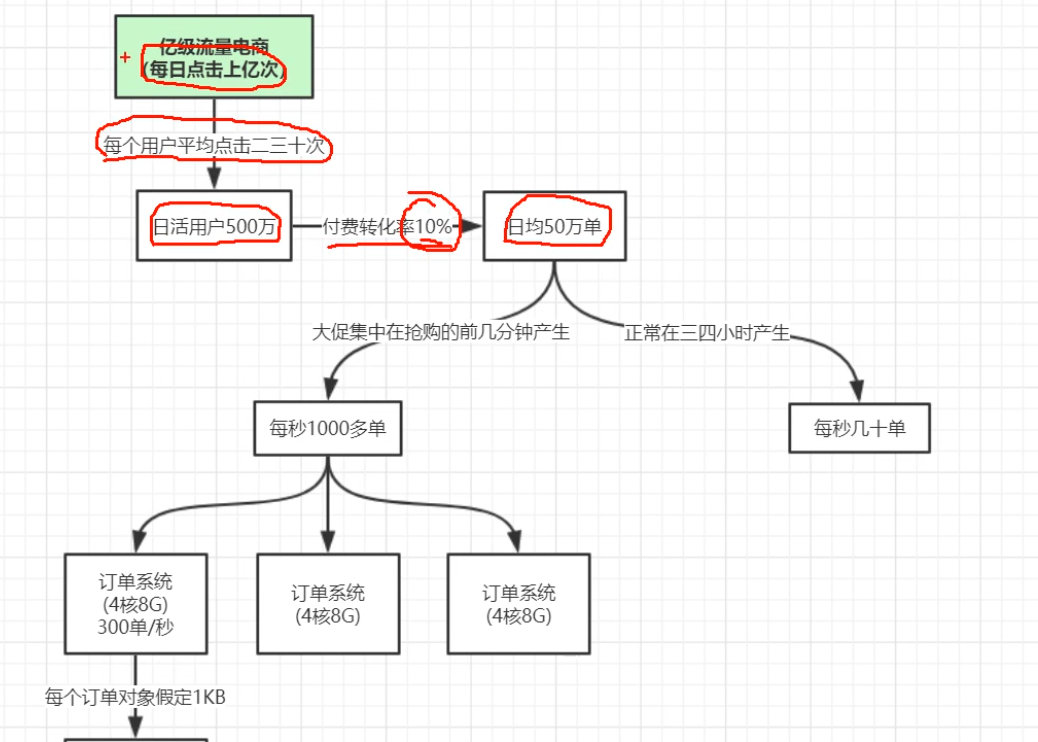 亿级流量电商
(每日点击上亿次)
每个用户平均点击二三十次
日活用户500万
付费转化率10%
日均50万单
大促集中在抢购的前几分钟产生
正常在三四小时产生
每秒1000多单
每秒几十单
订单系统
(4核8G)
300单/秒
订单系统
(4核8G)
订单系统
(4核8G)
每个订单对象假定1KB